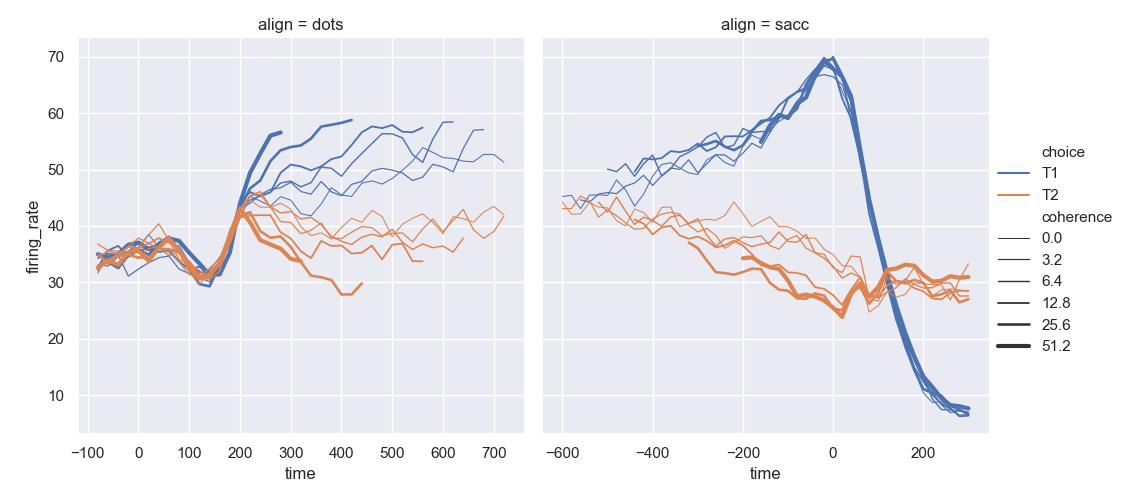 align = dots
align = sacc
70
60
50
40
30
20
10
firing_rate
−100 0 100 200 300 400 500 600 700
time
−600 −400 −200 0 200
time
choice
T1
T2
coherence
0.0
3.2
6.4
12.8
25.6
51.2